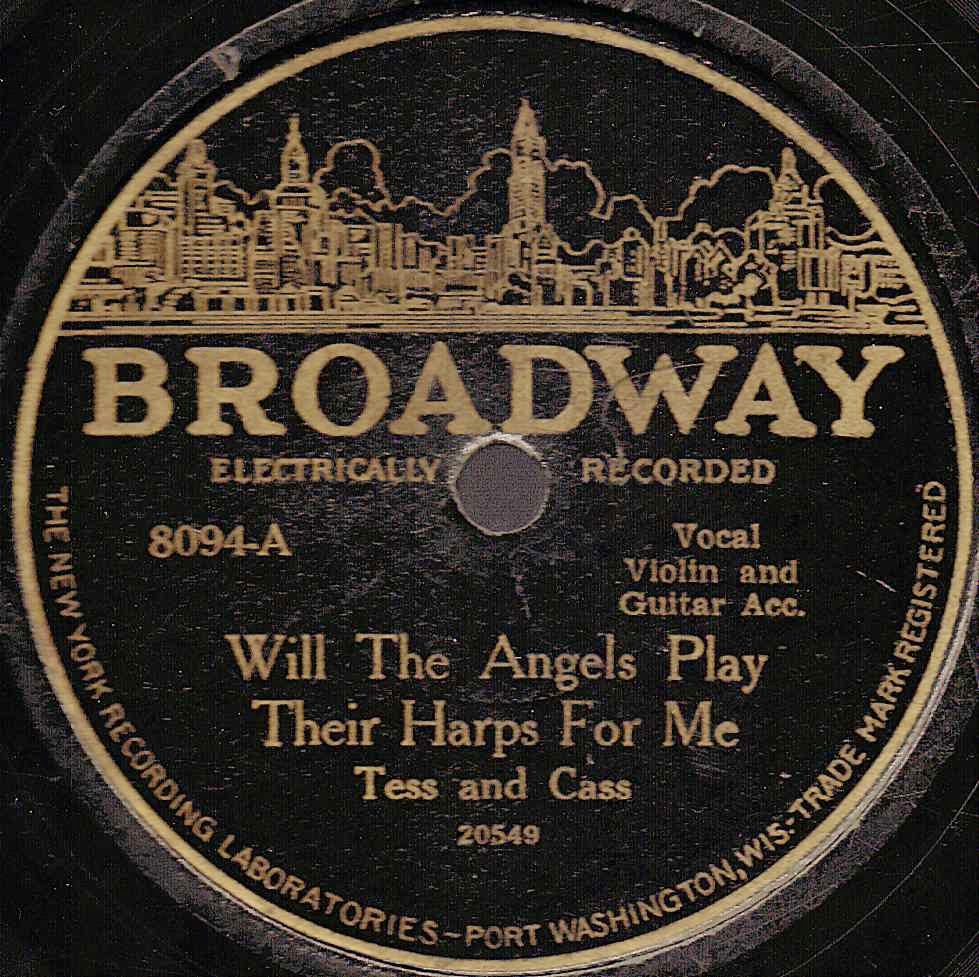 BROADWAY
ELECTRICALLY RECORDED
8094-A
Vocal
Violin and
Guitar Acc.
Will The Angels Play
Their Harps For Me
Tess and Cass
20549
THE NEW YORK RECORDING LABORATORIES-PORT WASHINGTON, WIS.-TRADE MARK REGISTERED